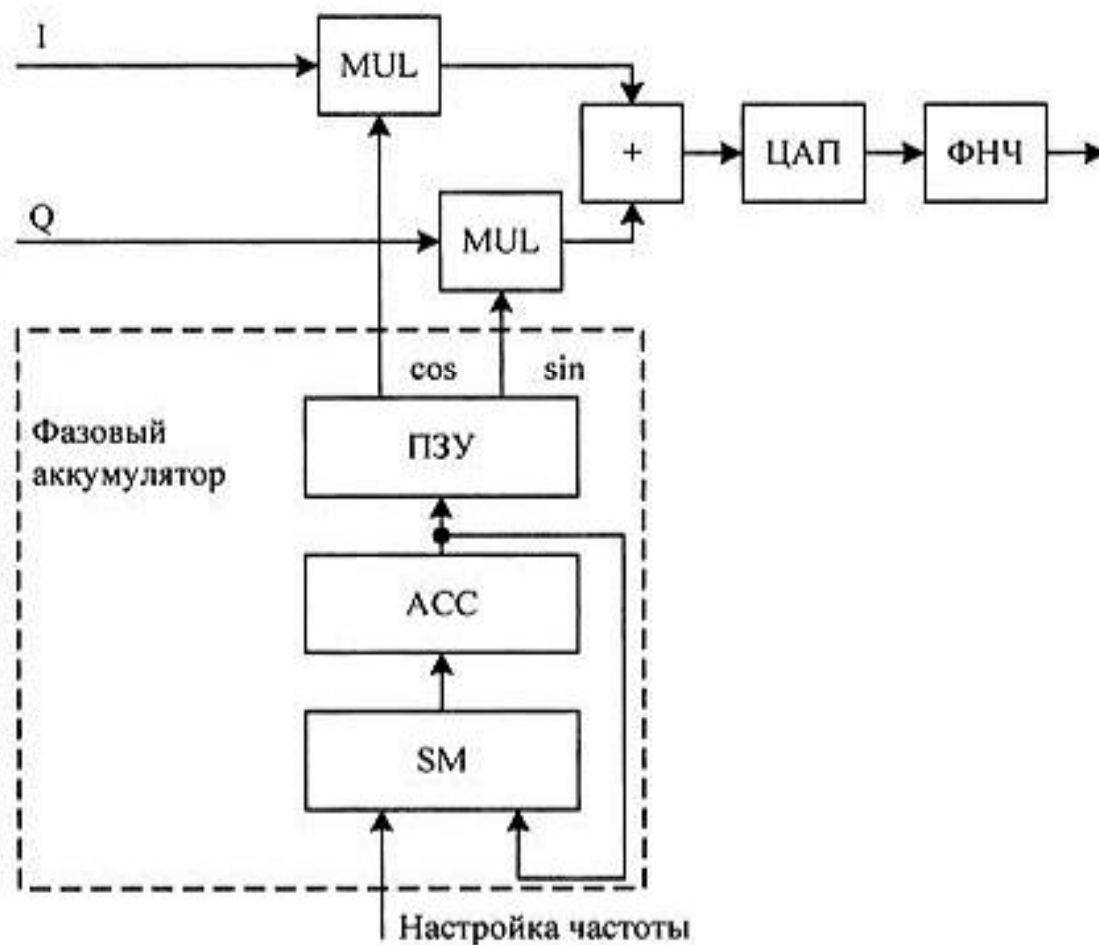 I
MUL
+
ЦАП
ФНЧ
Q
MUL
cos
sin
Фазовый
аккумулятор
ПЗУ
ACC
SM
Настройка частоты